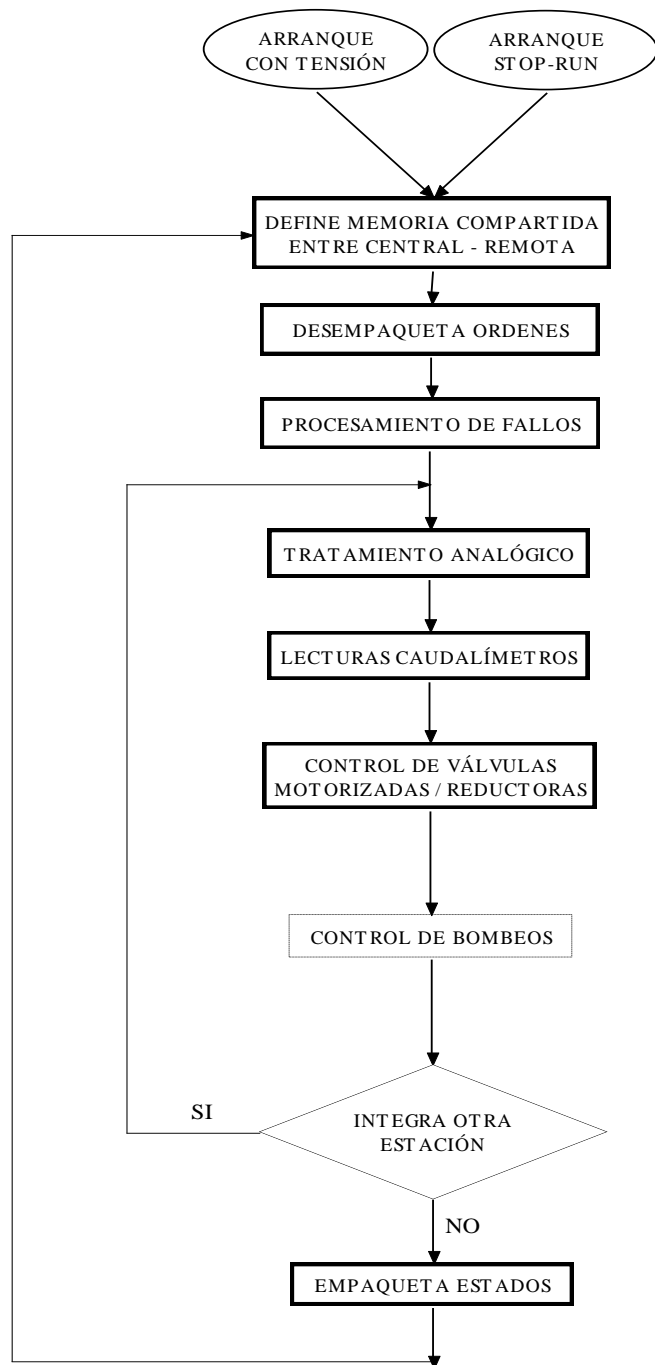 ARRANQUE
CON TENSIÓN
ARRANQUE
STOP-RUN
DEFINE MEMORIA COMPARTIDA
ENTRE CENTRAL - REMOTA
DESEMPAQUETA ORDENES
PROCESAMIENTO DE FALLOS
TRATAMIENTO ANALÓGICO
LECTURAS CAUDALÍMETROS
CONTROL DE VÁLVULAS
MOTORIZADAS / REDUCTORAS
CONTROL DE BOMBEOS
SI
INTEGRA OTRA
ESTACIÓN
NO
EMPAQUETA ESTADOS